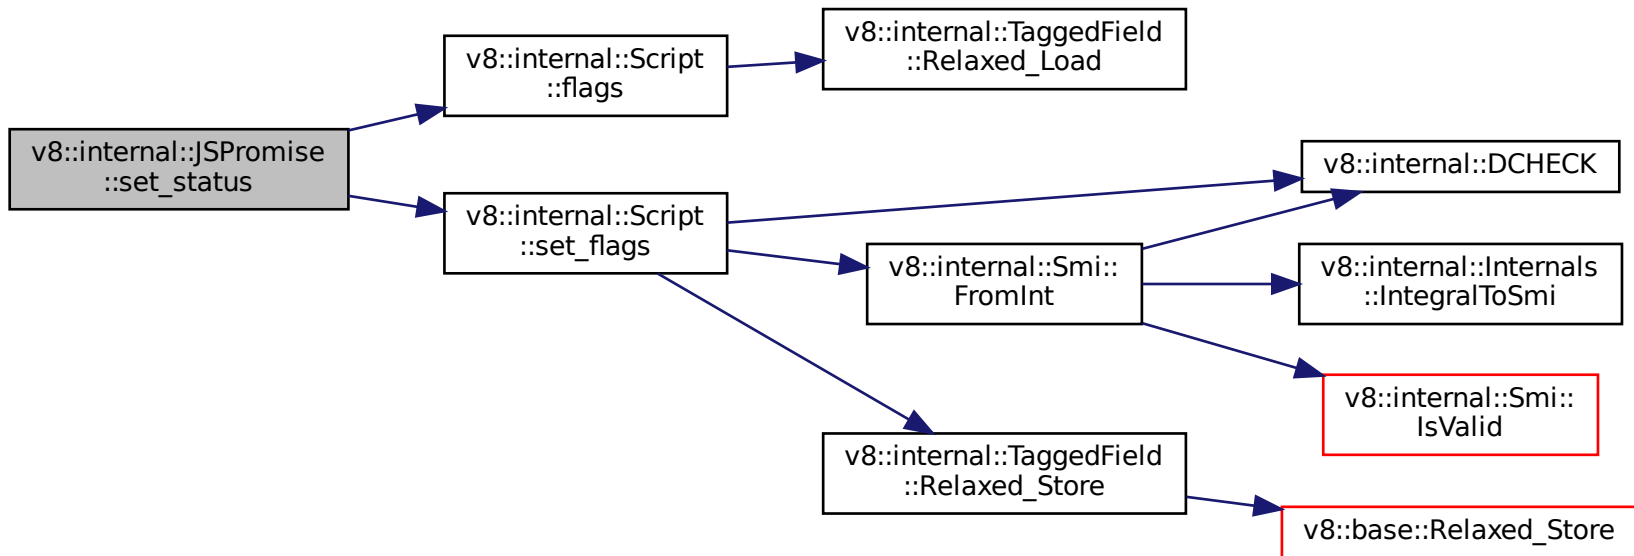 v8::internal::JSPromise
::set_status
v8::internal::Script
::flags
v8::internal::TaggedField
::Relaxed_Load
v8::internal::Script
::set_flags
v8::internal::DCHECK
v8::internal::Smi::
FromInt
v8::internal::Internals
::IntegralToSmi
v8::internal::Smi::
IsValid
v8::internal::TaggedField
::Relaxed_Store
v8::base::Relaxed_Store